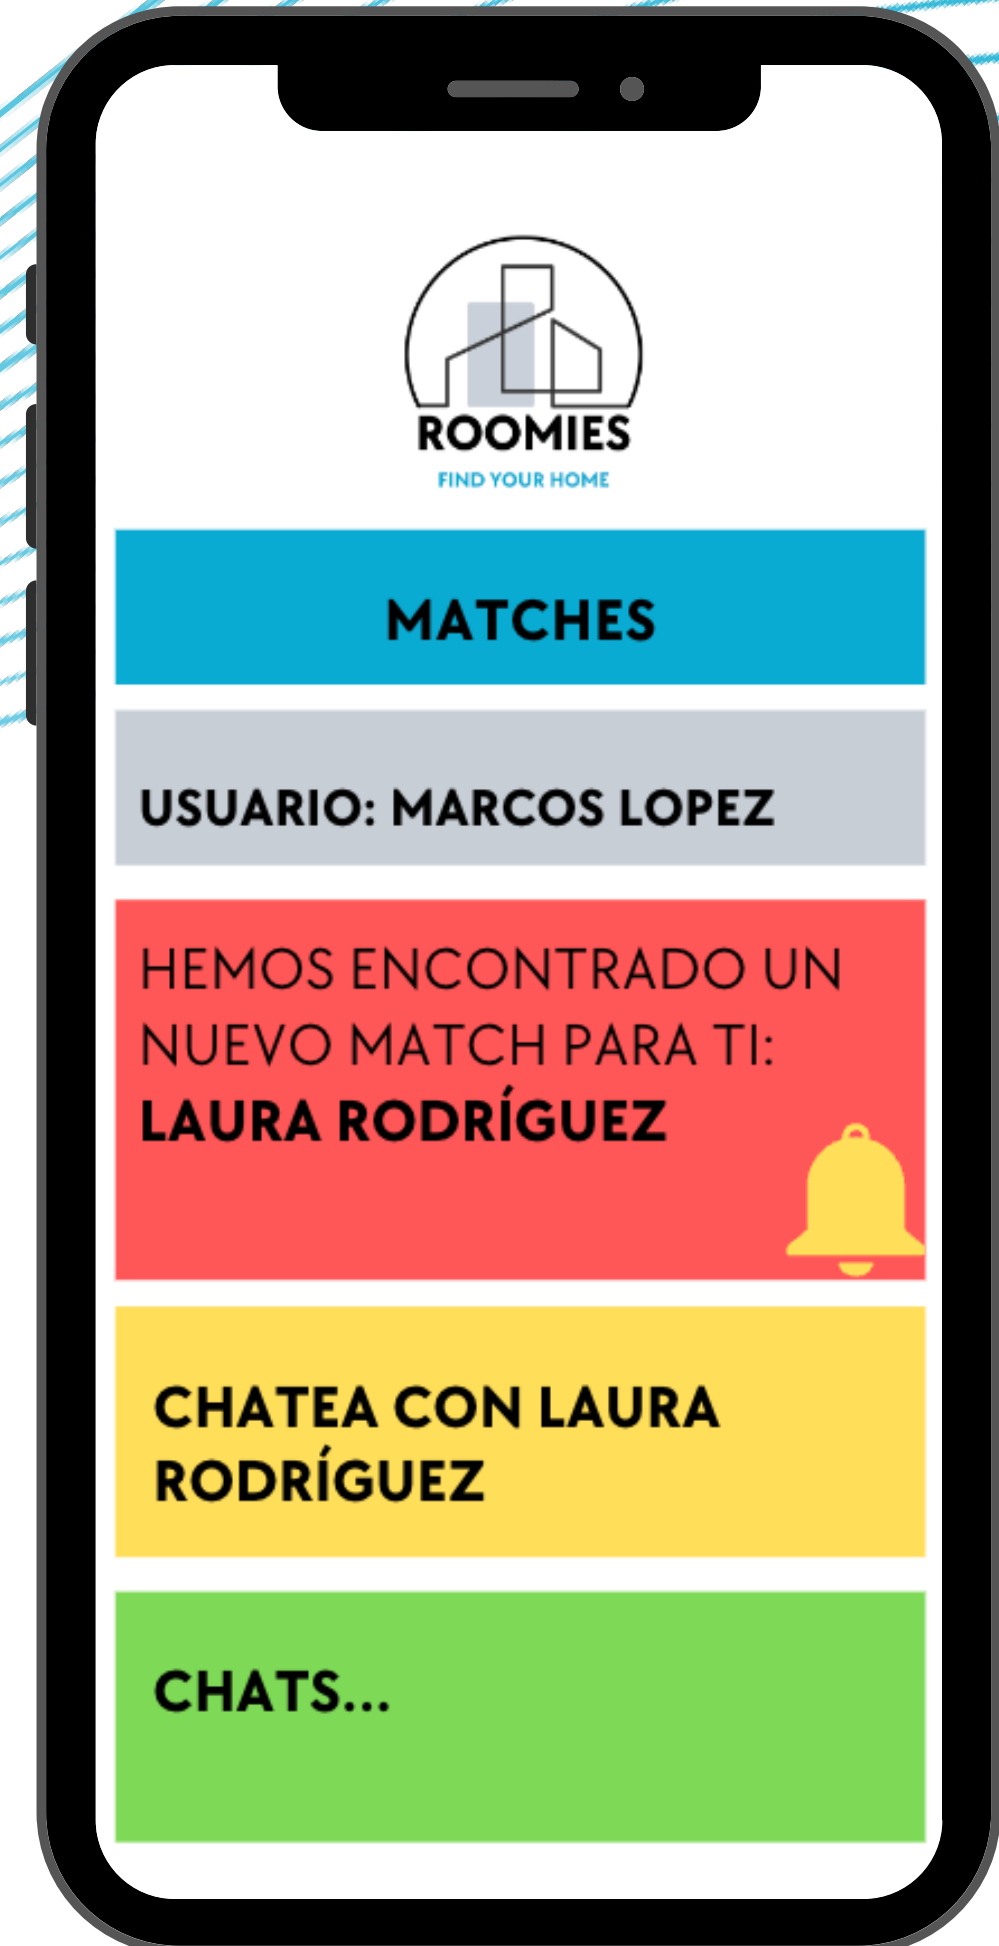 ROOMIES
FIND YOUR HOME
MATCHES
USUARIO: MARCOS LOPEZ
HEMOS ENCONTRADO UN
NUEVO MATCH PARA TI:
LAURA RODRÍGUEZ
CHATEA CON LAURA
RODRÍGUEZ
CHATS...